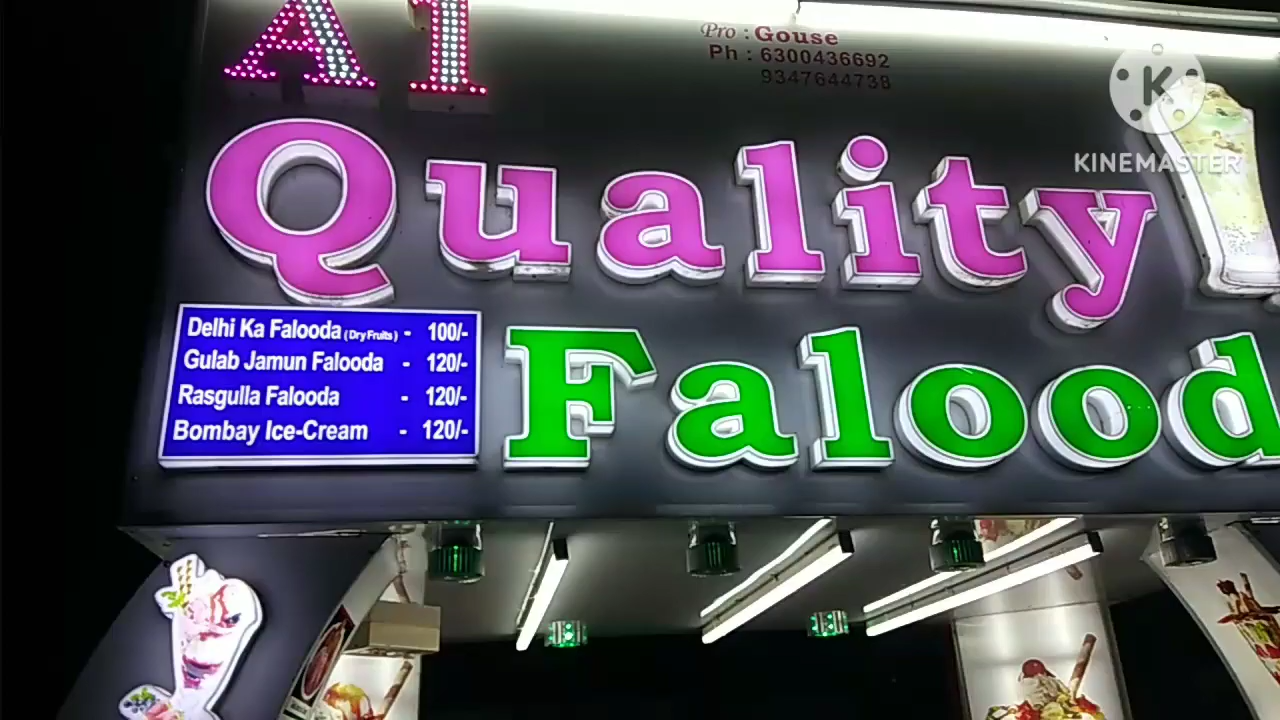 A1
Pro : Gouse
Ph : 6300436692
9347644738
K
KINEMASTER
Quality
Falood
Delhi Ka Falooda (Dry Fruits) - 100/-
Gulab Jamun Falooda - 120/-
Rasgulla Falooda - 120/-
Bombay Ice-Cream - 120/-